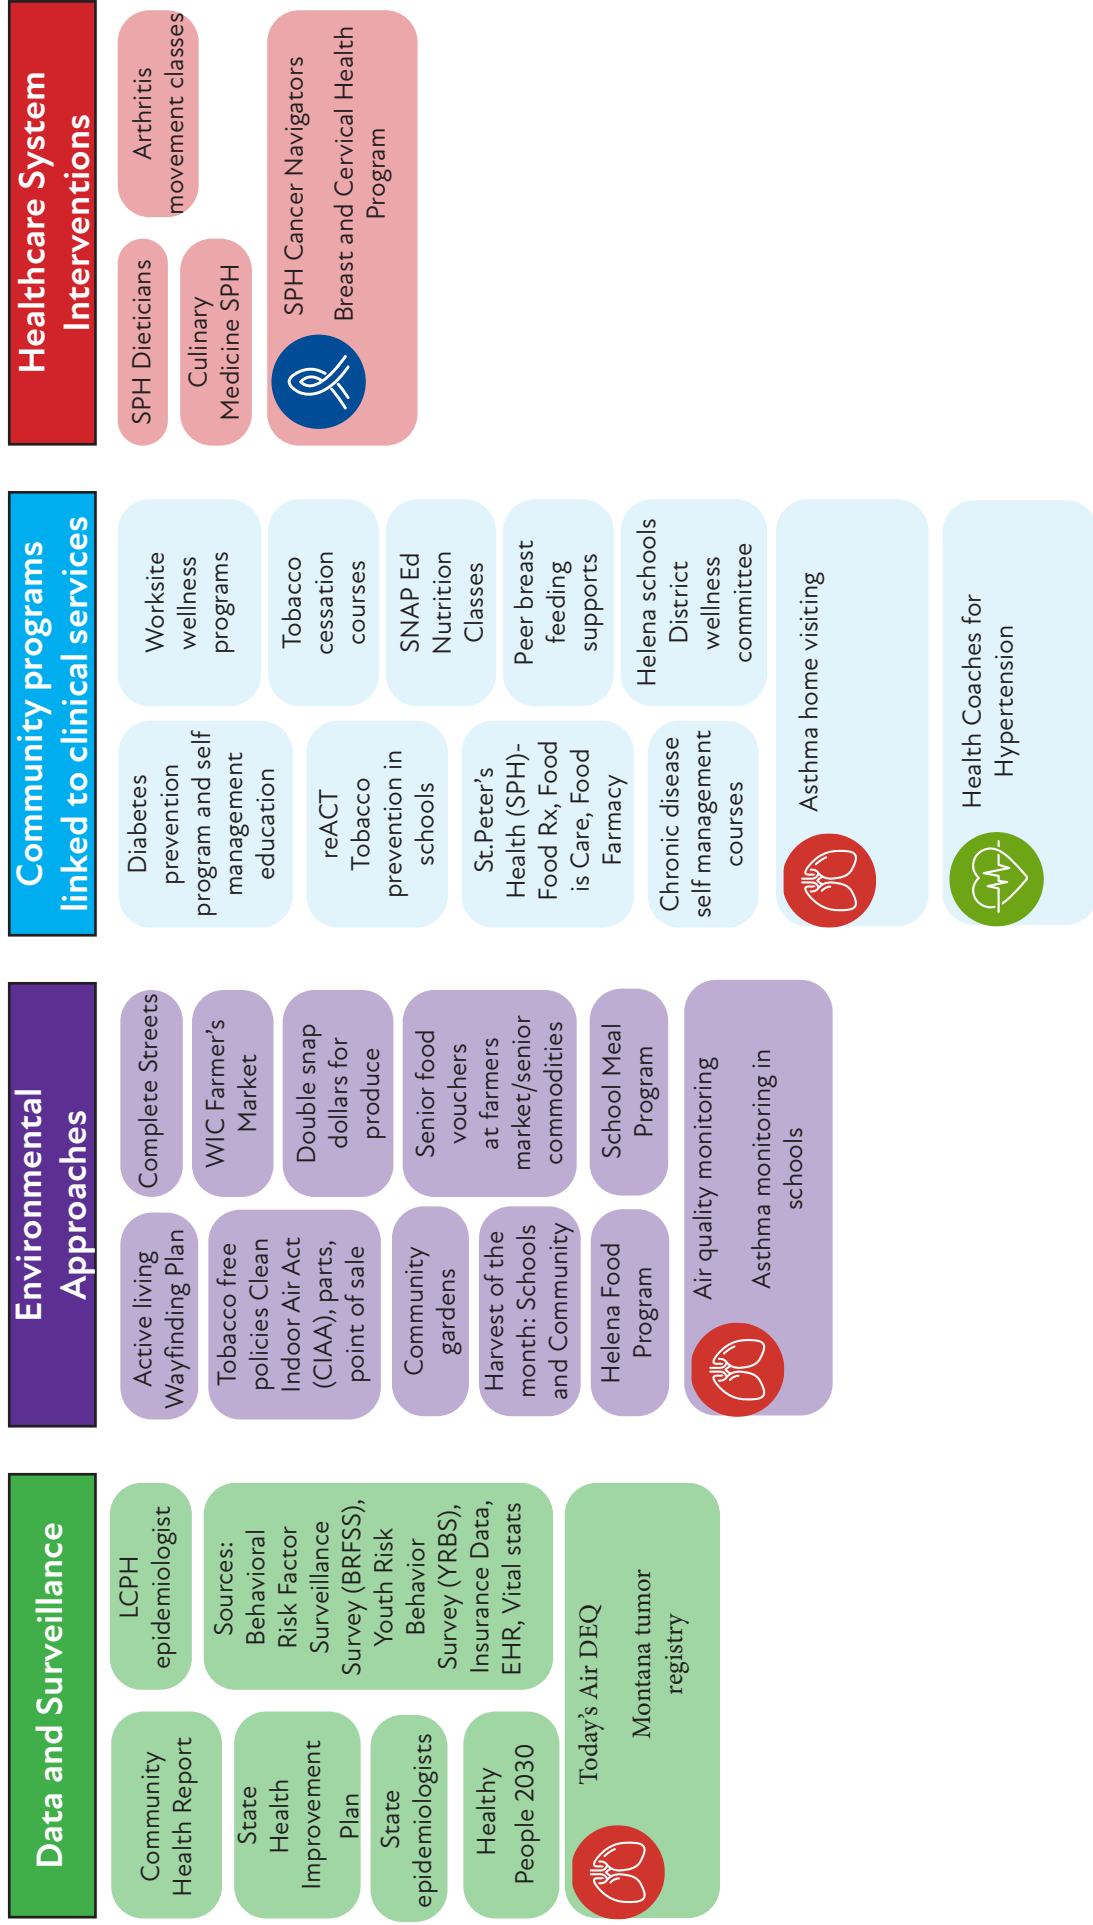 Data and Surveillance
Community
Health Report
State
Health
Improvement
Plan
State
epidemiologists
Healthy
People 2030
LCPH
epidemiologist
Sources:
Behavioral
Risk Factor
Surveillance
Survey (BRFSS),
Youth Risk
Behavior
Survey (YRBS),
Insurance Data,
EHR, Vital stats
Today's Air DEQ
Montana tumor
registry
Environmental
Approaches
Active living
Wayfinding Plan
Tobacco free
policies Clean
Indoor Air Act
(CIAA), parts,
point of sale
Community
gardens
Harvest of the
month: Schools
and Community
Helena Food
Program
Complete Streets
WIC Farmer's
Market
Double snap
dollars for
produce
Senior food
vouchers
at farmers
market/senior
commodities
School Meal
Program
Air quality monitoring
Asthma monitoring in
schools
Community programs
linked to clinical services
Diabetes
prevention
program and self
management
education
reACT
Tobacco
prevention in
schools
St.Peter's
Health (SPH)-
Food Rx, Food
is Care, Food
Farmacy
Chronic disease
self management
courses
Worksite
wellness
programs
Tobacco
cessation
courses
SNAP Ed
Nutrition
Classes
Peer breast
feeding
supports
Helena schools
District
wellness
committee
Asthma home visiting
Health Coaches for
Hypertension
Healthcare System
Interventions
SPH Dieticians
Culinary
Medicine SPH
Arthritis
movement classes
SPH Cancer Navigators
Breast and Cervical Health
Program